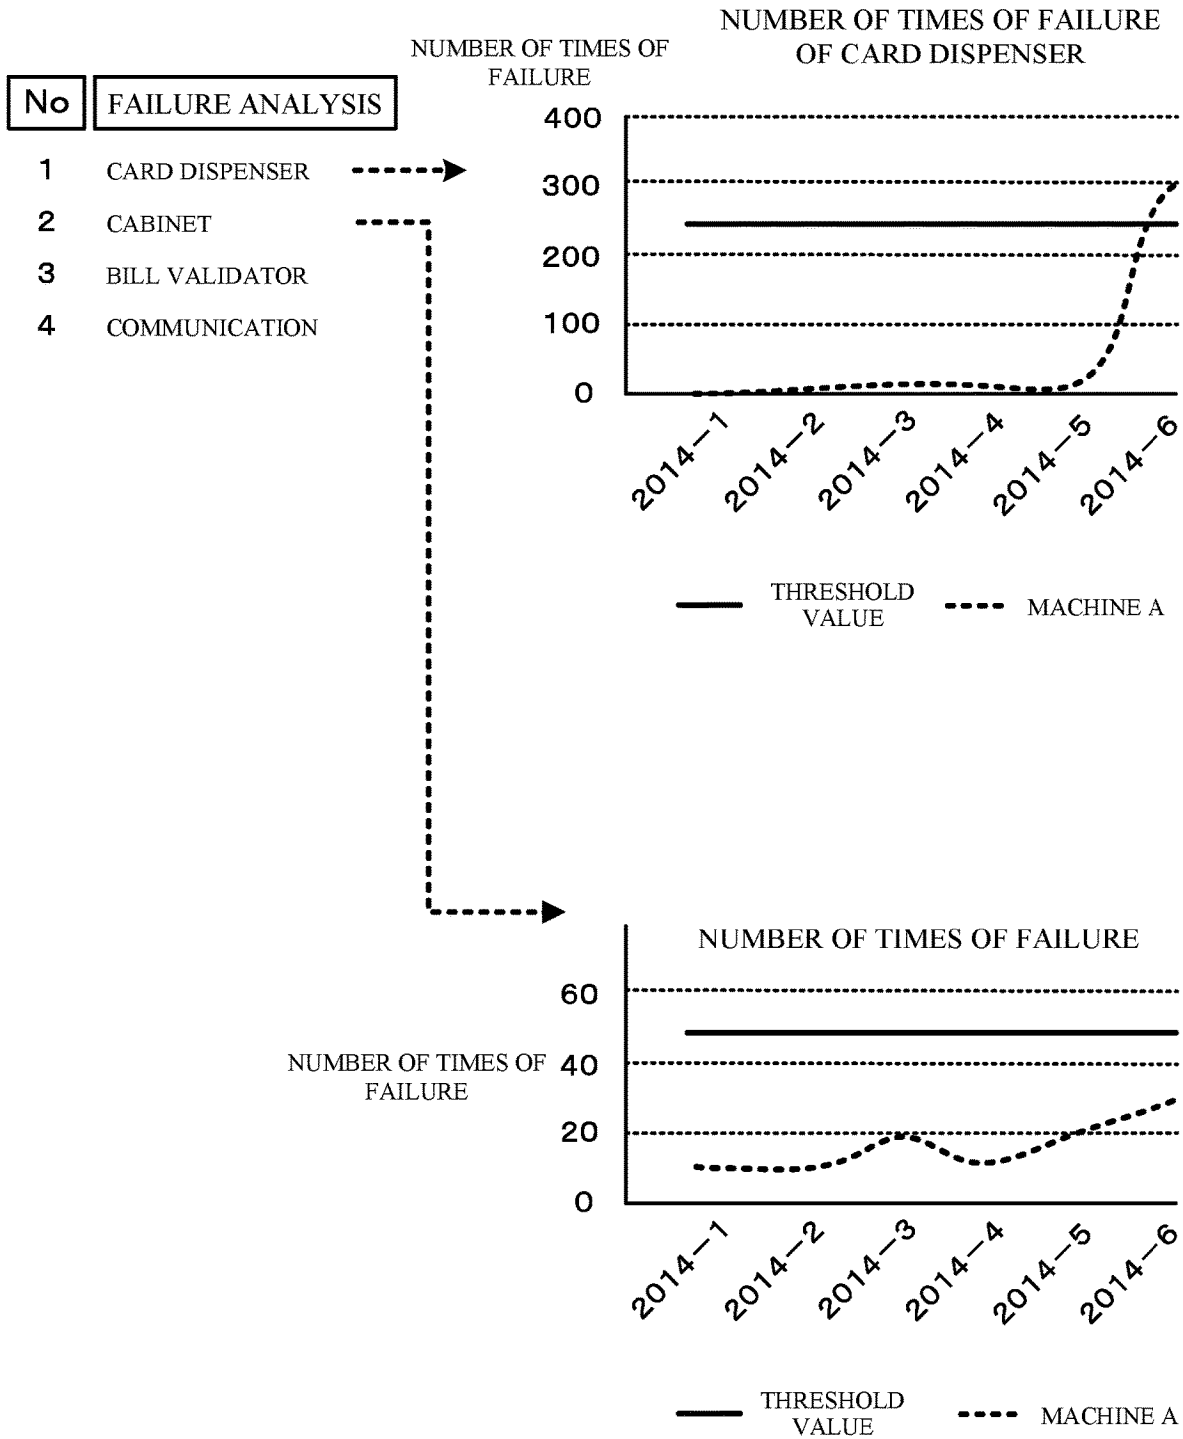 No FAILURE ANALYSIS
1 CARD DISPENSER
2 CABINET
3 BILL VALIDATOR
4 COMMUNICATION
NUMBER OF TIMES OF FAILURE
OF CARD DISPENSER
NUMBER OF TIMES OF
FAILURE
400
300
200
100
0
2014-1 2014-2 2014-3 2014-4 2014-5 2014-6
THRESHOLD
VALUE
MACHINE A
NUMBER OF TIMES OF FAILURE
NUMBER OF TIMES OF
FAILURE
60
40
20
0
2014-1 2014-2 2014-3 2014-4 2014-5 2014-6
THRESHOLD
VALUE
MACHINE A